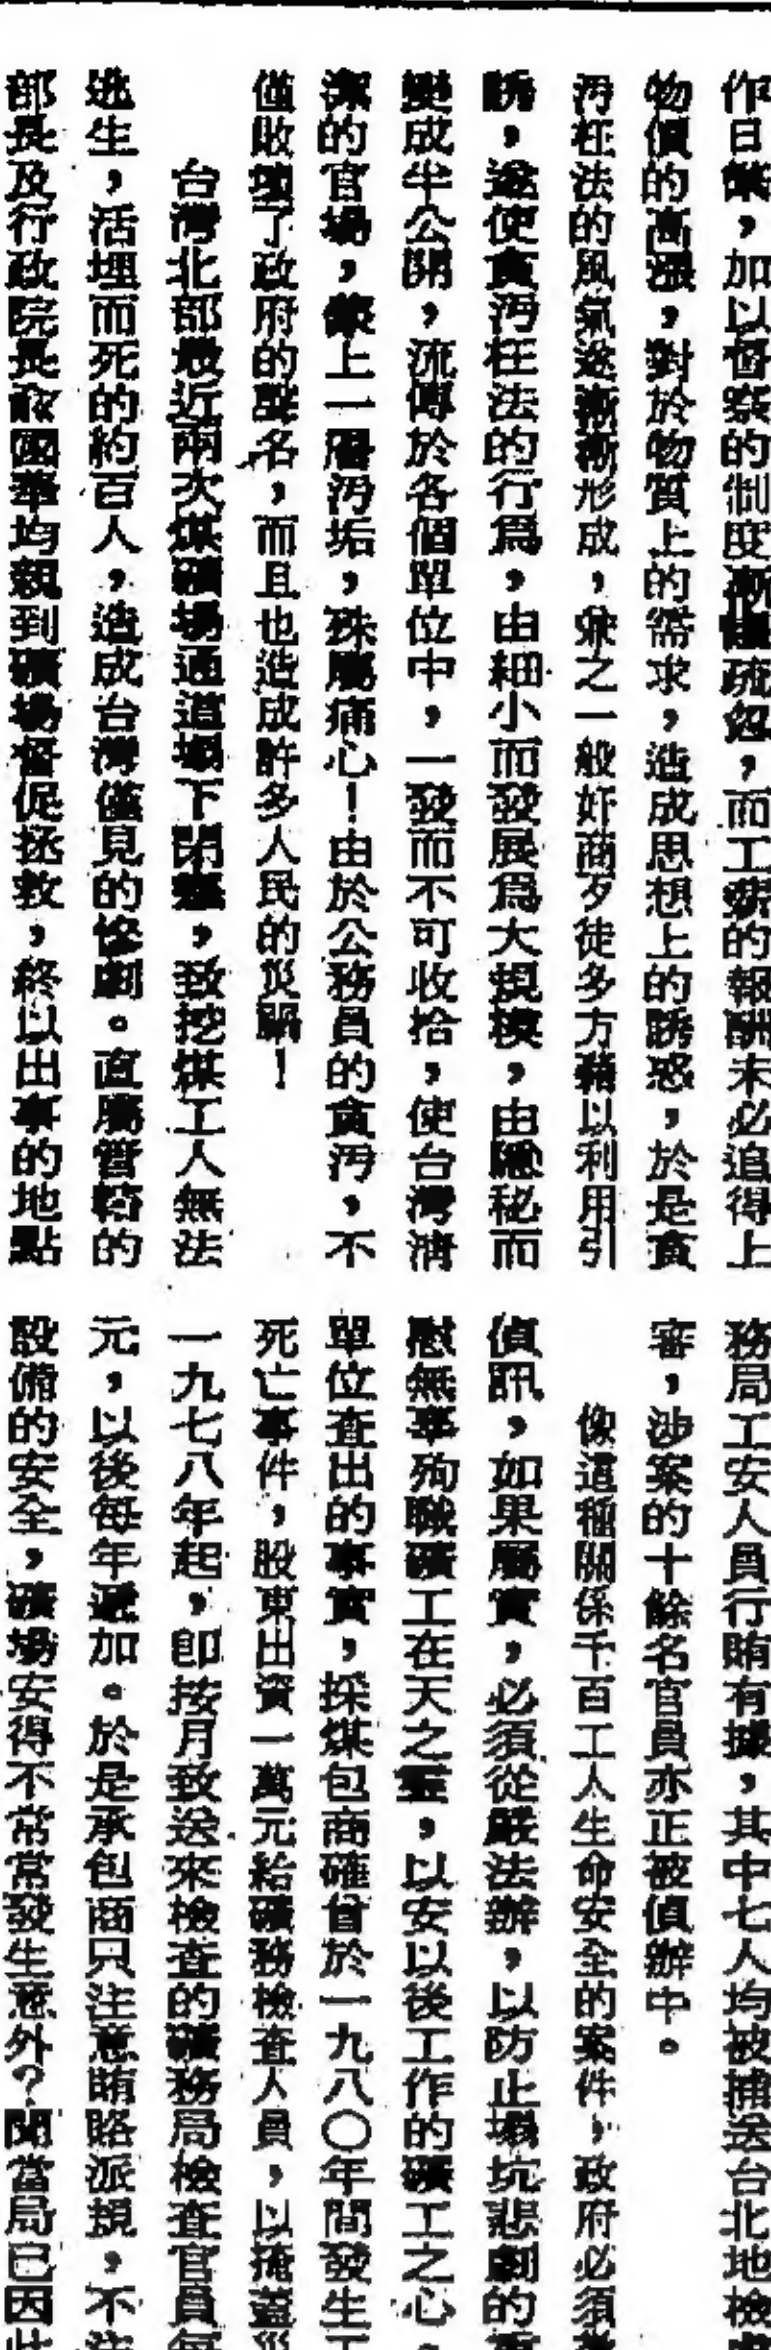 作日繁，加以督察的制度漸趨疏忽，而工薪的報酬未必追得上
物價的高漲，對於物質上的需求，造成思想上的誘惑，於是貪
污枉法的風氣遂漸漸形成，兼之一般奸商歹徒多方藉以利用引
誘，遂使貪污枉法的行爲，由細小而發展爲大規模，由隱秘而
變成半公開，流傳於各個單位中，一發而不可收拾，使台灣清
潔的官場，蒙上一層污垢，殊屬痛心！由於公務員的貪污，不
僅敗壞了政府的聲名，而且也造成許多人民的災禍！
台灣北部最近兩次煤礦場通道塌下閉塞，致挖煤工人無法
逃生，活埋而死的約百人，造成台灣僅見的慘劇。直屬管轄的
部長及行政院長俞國華均親到礦場督促拯救，終以出事的地點
務局工安人員行賄有據，其中七人均被捕送台北地檢
審，涉案的十餘名官員亦正被偵辦中。
像這種關係千百工人生命安全的案件，政府必須
偵訊，如果屬實，必須從嚴法辦，以防止塌坑悲劇的
慰無辜殉職礦工在天之靈，以安以後工作的礦工之心。
單位查出的事實，採煤包商確曾於一九八〇年間發生
死亡事件，股東出資一萬元給礦務檢查人員，以掩蓋
一九七八年起，即按月致送來檢查的礦務局檢查官員每
元，以後每年遞加。於是承包商只注意賄賂派規，不注
設備的安全，礦場安得不常常發生意外？聞當局已因此